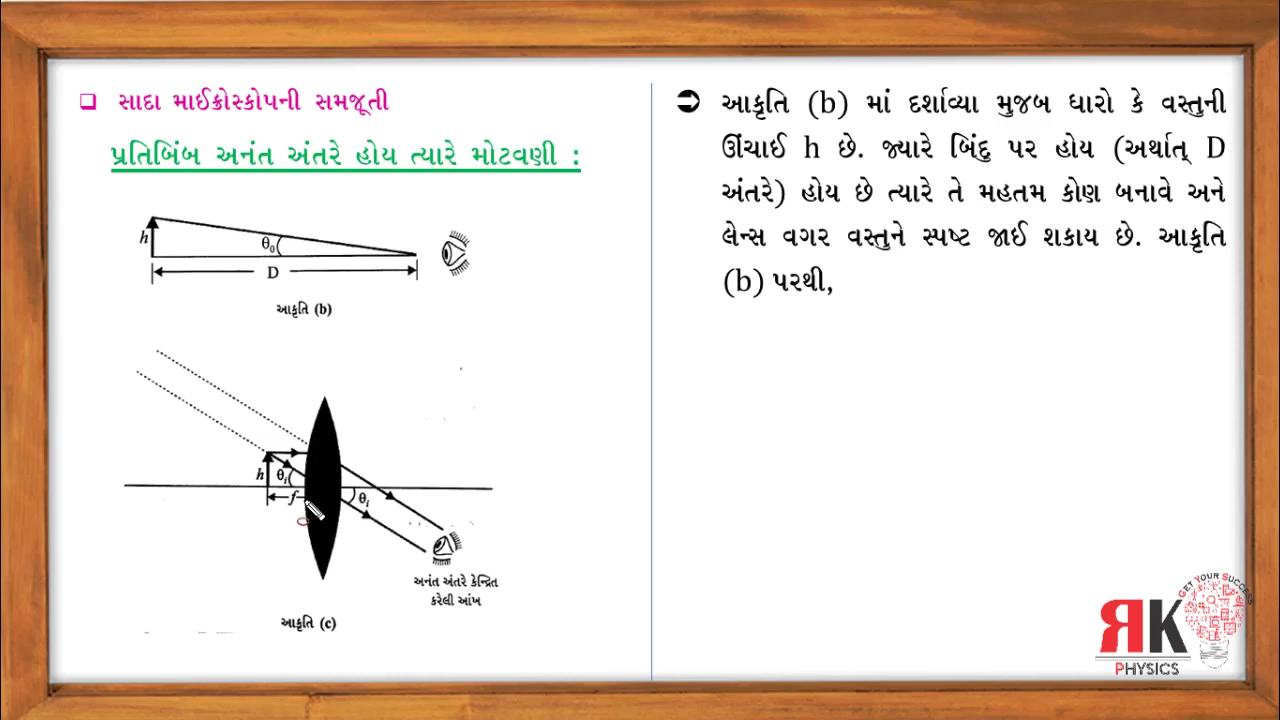 સાદા માઈક્રોસ્કોપની સમજૂતી
પ્રતિબિંબ અનંત અંતરે હોય ત્યારે મોટવણી :
h
θ₀
D
આકૃતિ (b)
h
θᵢ
f
θᵢ
અનંત અંતરે કેન્દ્રિત
કરેલી આંખ
આકૃતિ (c)
આકૃતિ (b) માં દર્શાવ્યા મુજબ ધારો કે વસ્તુની
ઊંચાઈ h છે. જ્યારે બિંદુ પર હોય (અર્થાત્ D
અંતરે) હોય છે ત્યારે તે મહતમ કોણ બનાવે અને
લેન્સ વગર વસ્તુને સ્પષ્ટ જાઈ શકાય છે. આકૃતિ
(b) પરથી,
GET YOUR SUCCESS
RK
PHYSICS